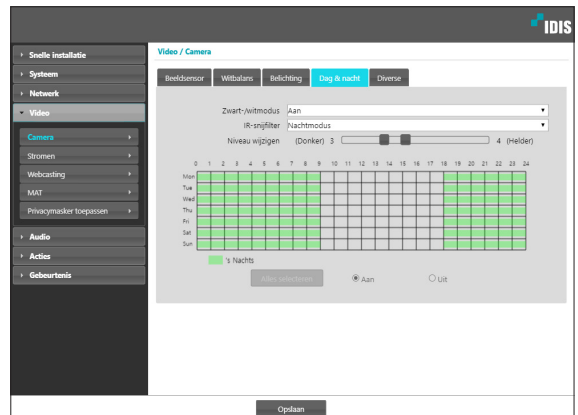 IDIS
Snelle installatie
Systeem
Netwerk
Video
Camera
Stromen
Webcasting
MAT
Privacymasker toepassen
Audio
Acties
Gebeurtenis
Video / Camera
Beeldsensor Witbalans Belichting Dag & nacht Diverse
Zwart-/witmodus Aan
IR-snijfilter Nachtmodus
Niveau wijzigen (Donker) 3 4 (Helder)
0 1 2 3 4 5 6 7 8 9 10 11 12 13 14 15 16 17 18 19 20 21 22 23 24
Mon
Tue
Wed
Thu
Fri
Sat
Sun
's Nachts
Alles selecteren Aan Uit
Opslaan